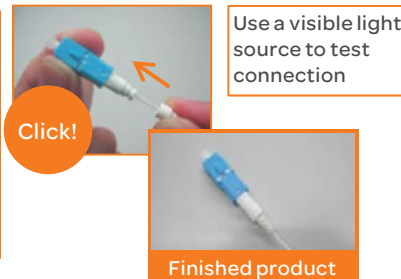 Click!
Use a visible light
source to test
connection
Finished product